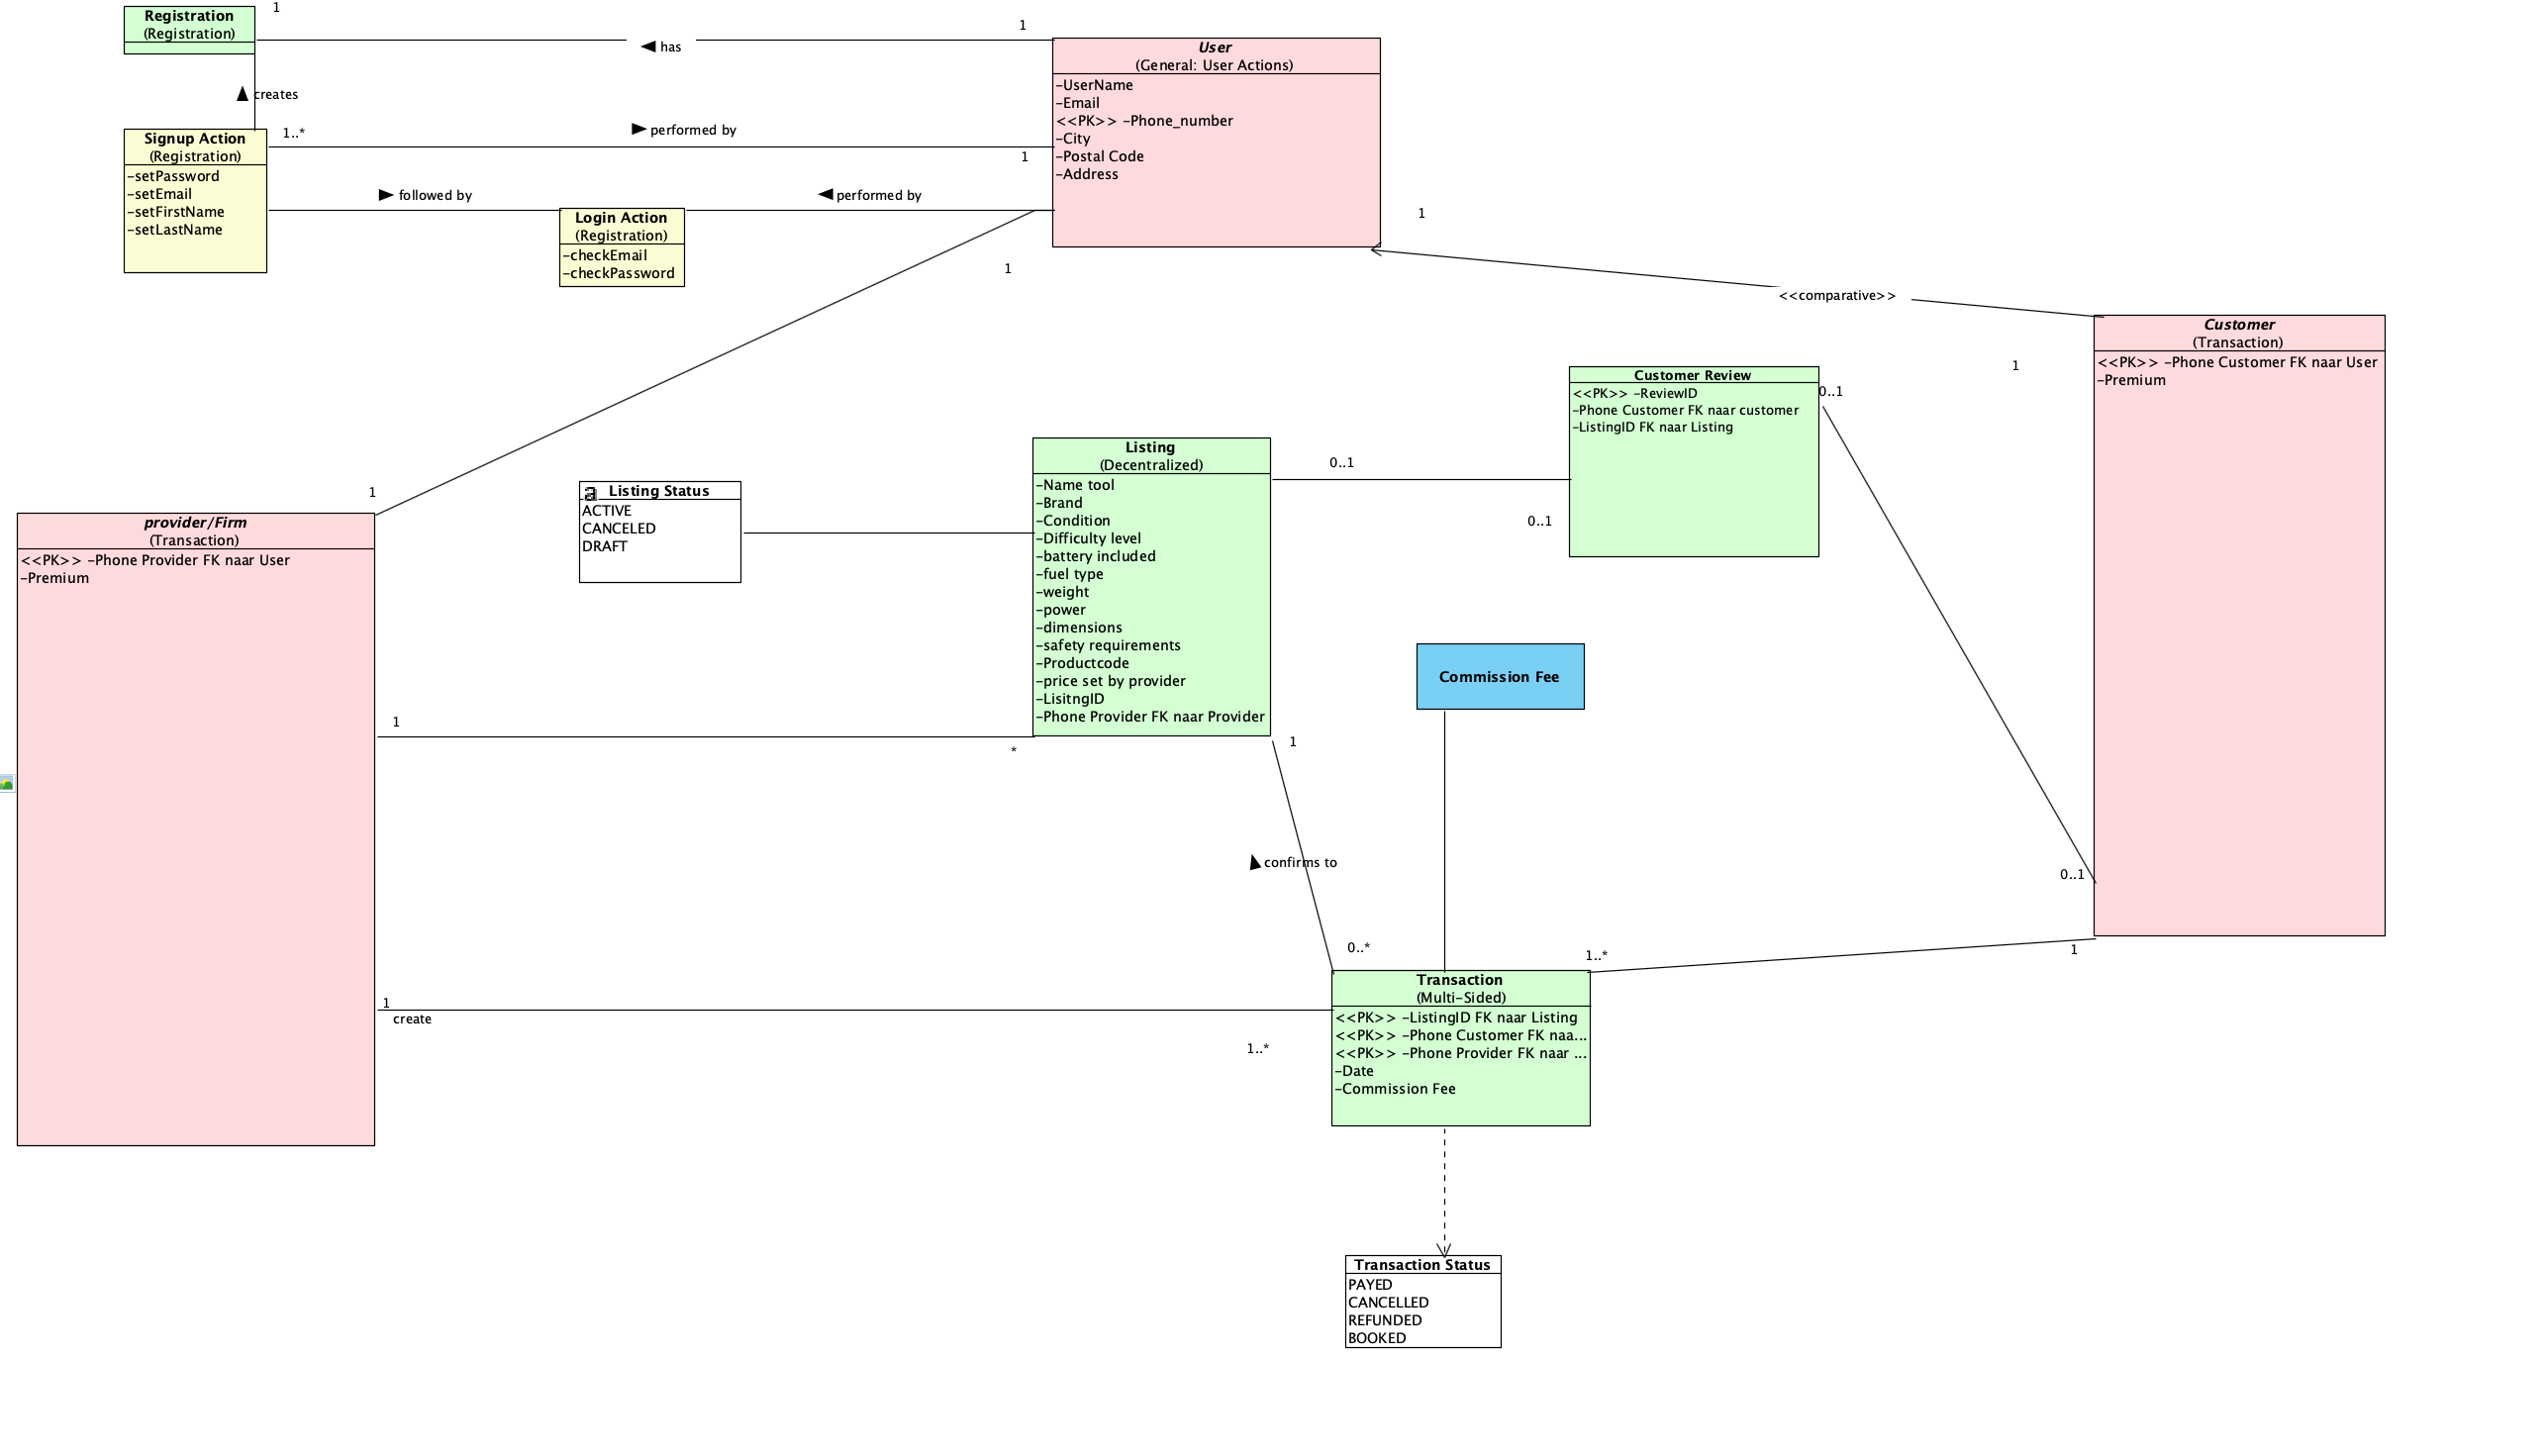 Registration
(Registration)
1
1
has
creates
User
(General: User Actions)
-UserName
-Email
<<PK>> -Phone_number
-City
-Postal Code
-Address
Signup Action
(Registration)
-setPassword
-setEmail
-setFirstName
-setLastName
1..*
performed by
1
followed by
performed by
Login Action
(Registration)
-checkEmail
-checkPassword
1
1
<<comparative>>
1
Customer
(Transaction)
<<PK>> -Phone Customer FK naar User
-Premium
Customer Review
<<PK>> -ReviewID
-Phone Customer FK naar customer
-ListingID FK naar Listing
0..1
0..1
0..1
Listing
(Decentralized)
-Name tool
-Brand
-Condition
-Difficulty level
-battery included
-fuel type
-weight
-power
-dimensions
-safety requirements
-Productcode
-price set by provider
-LisitngID
-Phone Provider FK naar Provider
a Listing Status
ACTIVE
CANCELED
DRAFT
1
provider/Firm
(Transaction)
<<PK>> -Phone Provider FK naar User
-Premium
Commission Fee
1
*
1
confirms to
0..1
0..*
1..*
1
1
create
1..*
Transaction
(Multi-Sided)
<<PK>> -ListingID FK naar Listing
<<PK>> -Phone Customer FK naa...
<<PK>> -Phone Provider FK naar ...
-Date
-Commission Fee
Transaction Status
PAYED
CANCELLED
REFUNDED
BOOKED